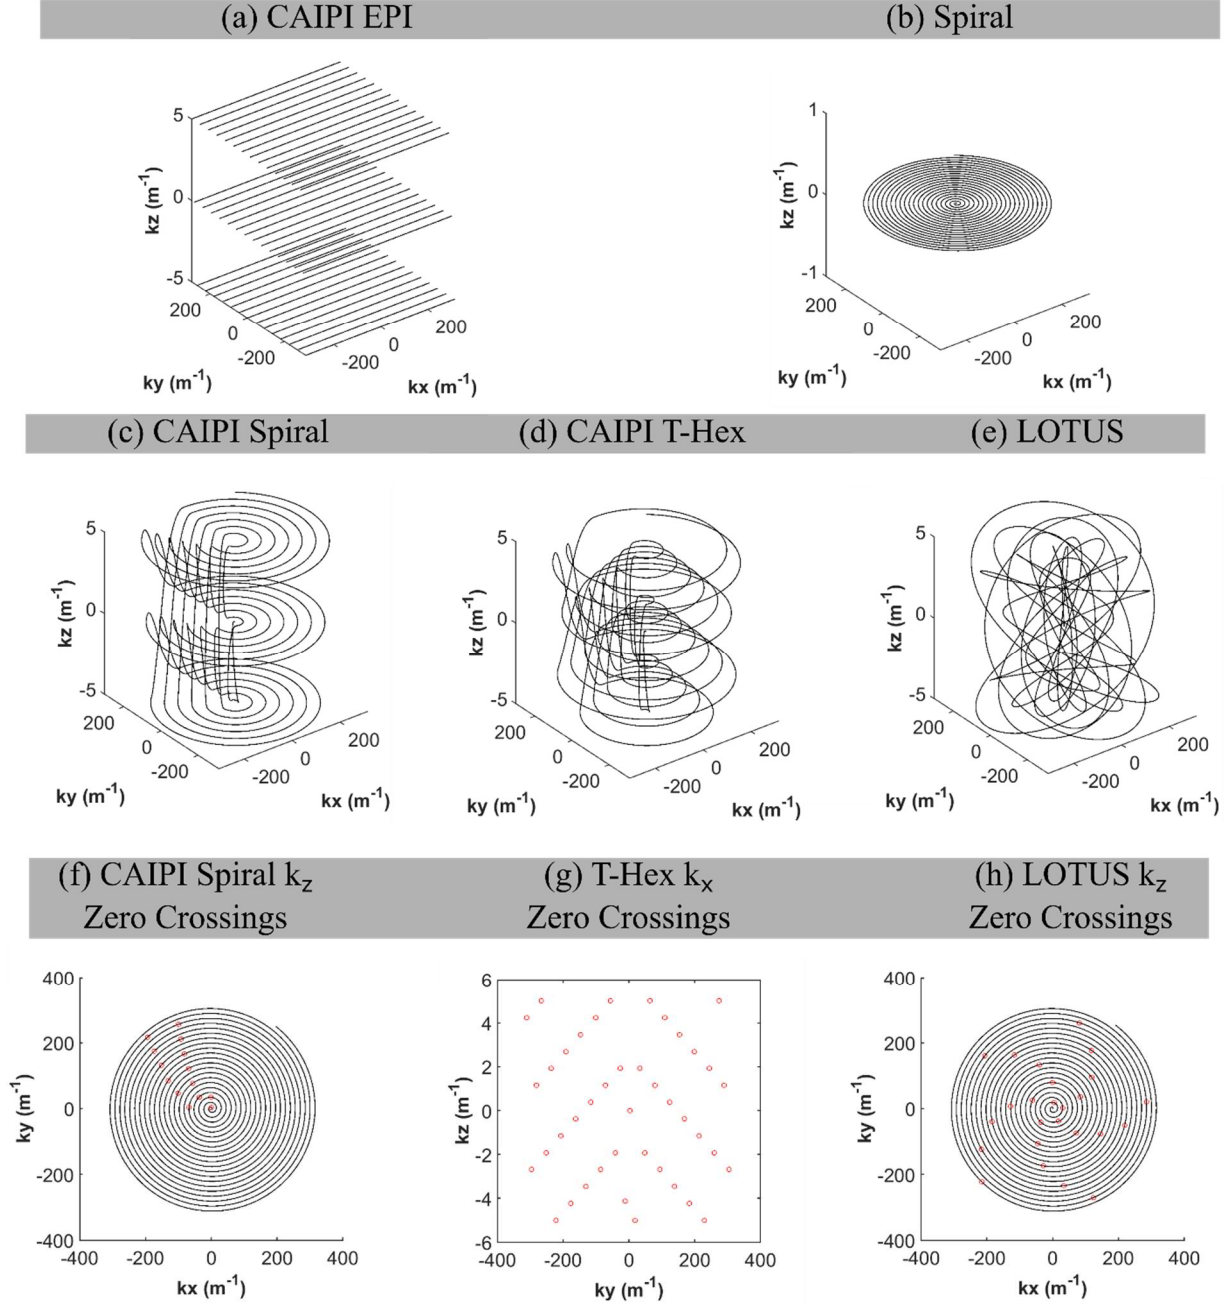 (a) CAIPI EPI
(b) Spiral
5
0
-5
kz (m⁻¹)
200
0
-200
ky (m⁻¹)
-200
0
200
kx (m⁻¹)
1
0
-1
kz (m⁻¹)
200
0
-200
ky (m⁻¹)
-200
0
200
kx (m⁻¹)
(c) CAIPI Spiral
(d) CAIPI T-Hex
(e) LOTUS
5
0
-5
kz (m⁻¹)
200
0
-200
ky (m⁻¹)
-200
0
200
kx (m⁻¹)
5
0
-5
kz (m⁻¹)
200
0
-200
ky (m⁻¹)
-200
0
200
kx (m⁻¹)
5
0
-5
kz (m⁻¹)
200
0
-200
ky (m⁻¹)
-200
0
200
kx (m⁻¹)
(f) CAIPI Spiral kz
Zero Crossings
(g) T-Hex kx
Zero Crossings
(h) LOTUS kz
Zero Crossings
400
200
0
-200
-400
ky (m⁻¹)
-400 -200 0 200 400
kx (m⁻¹)
6
4
2
0
-2
-4
-6
kz (m⁻¹)
-400 -200 0 200 400
ky (m⁻¹)
400
200
0
-200
-400
ky (m⁻¹)
-400 -200 0 200 400
kx (m⁻¹)